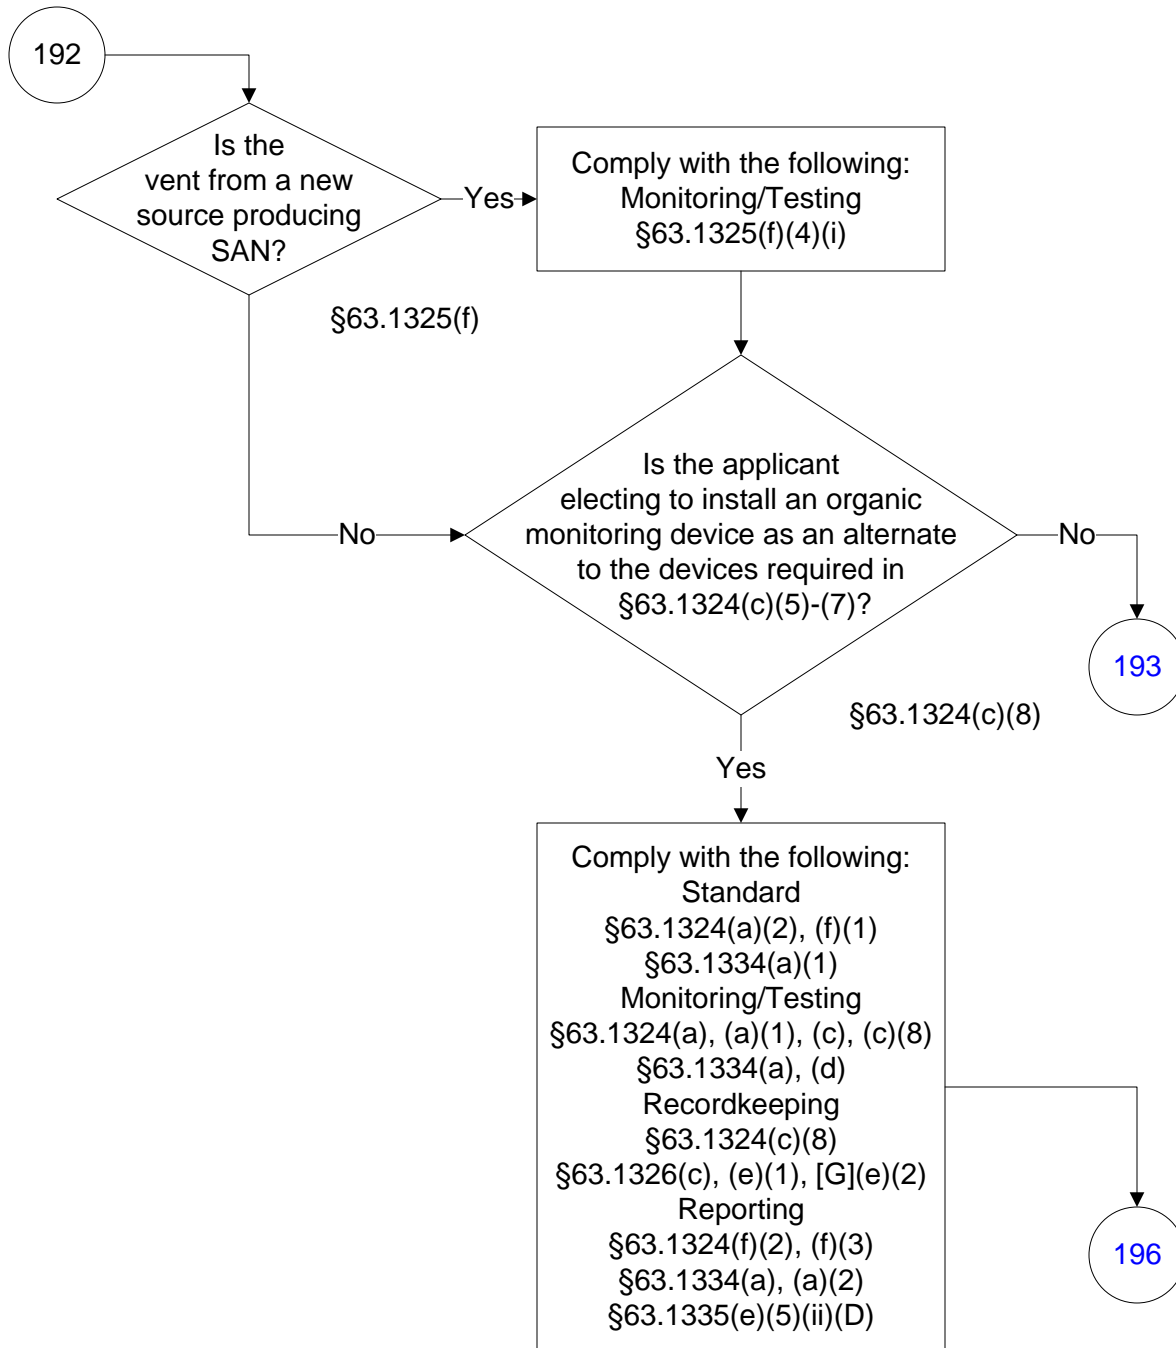 192
Is the
vent from a new
source producing
SAN?
Yes
Comply with the following:
Monitoring/Testing
§63.1325(f)(4)(i)
§63.1325(f)
No
Is the applicant
electing to install an organic
monitoring device as an alternate
to the devices required in
§63.1324(c)(5)-(7)?
No
193
§63.1324(c)(8)
Yes
Comply with the following:
Standard
§63.1324(a)(2), (f)(1)
§63.1334(a)(1)
Monitoring/Testing
§63.1324(a), (a)(1), (c), (c)(8)
§63.1334(a), (d)
Recordkeeping
§63.1324(c)(8)
§63.1326(c), (e)(1), [G](e)(2)
Reporting
§63.1324(f)(2), (f)(3)
§63.1334(a), (a)(2)
§63.1335(e)(5)(ii)(D)
196